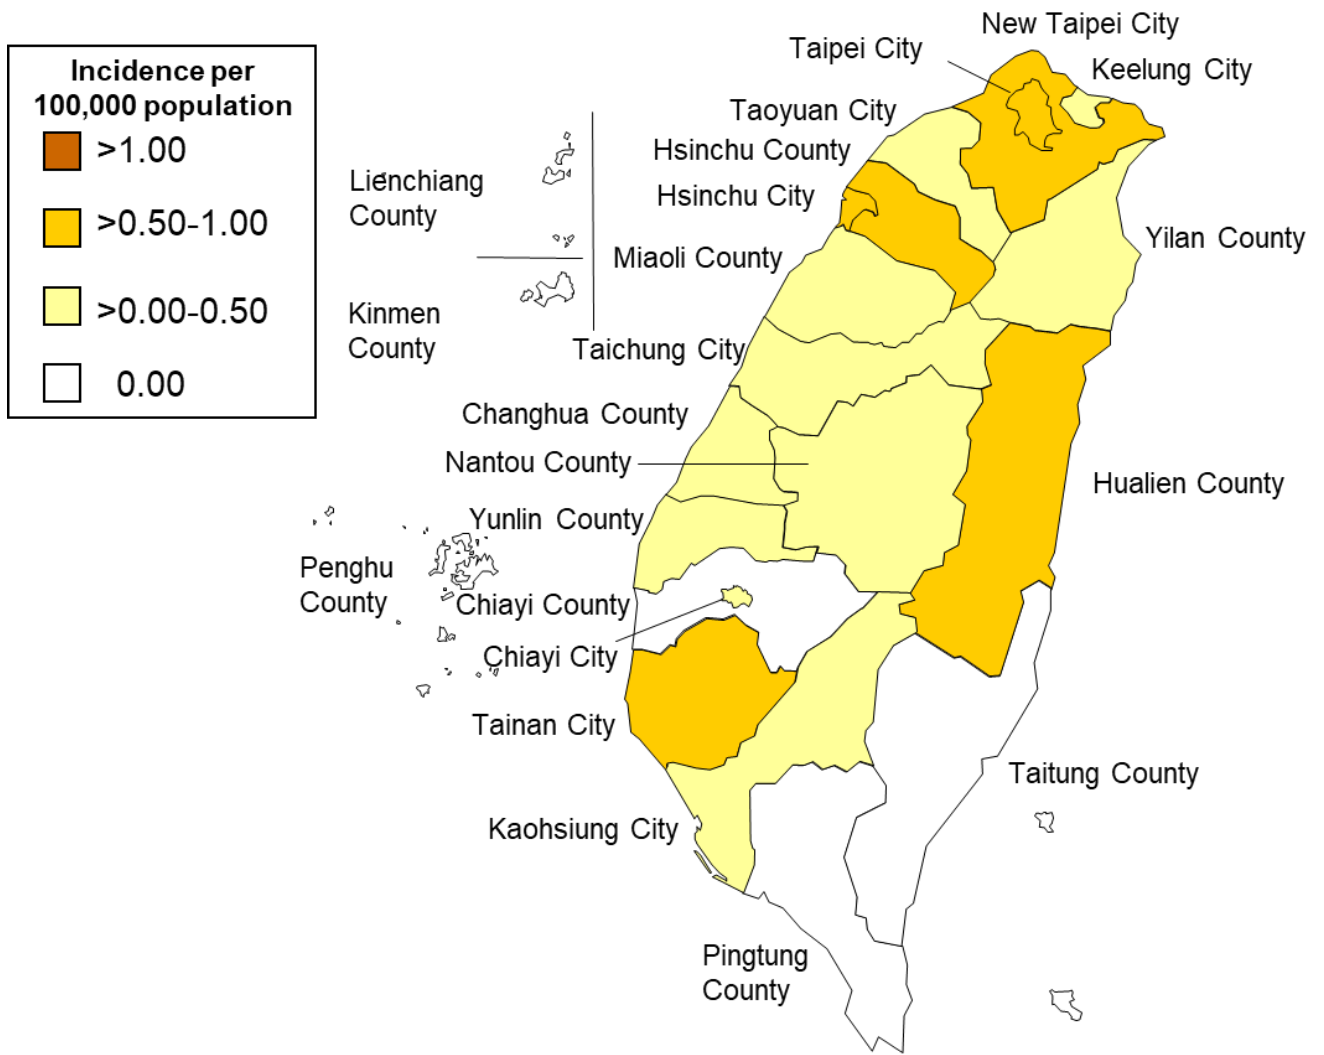 New Taipei City
Taipei City
Keelung City
Incidence per
100,000 population
>1.00
>0.50-1.00
>0.00-0.50
0.00
Taoyuan City
Hsinchu County
Hsinchu City
Lienchiang
County
Yilan County
Miaoli County
Kinmen
County
Taichung City
Changhua County
Nantou County
Hualien County
Yunlin County
Penghu
County
Chiayi County
Chiayi City
Tainan City
Taitung County
Kaohsiung City
Pingtung
County